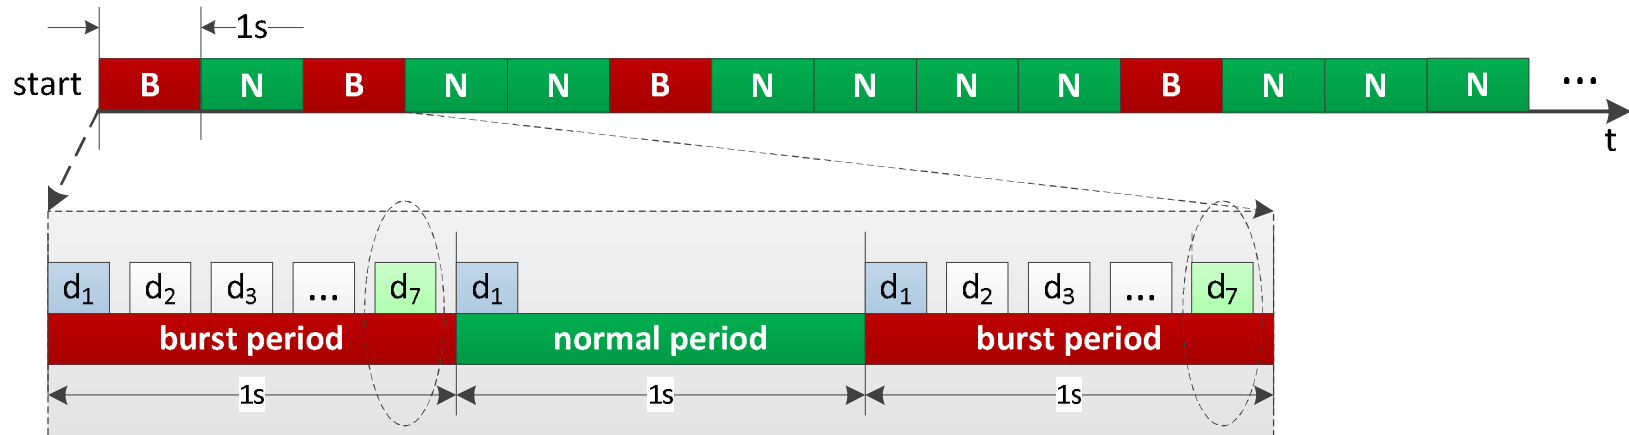 1s
start B N B N N B N N N N B N N N ...
t
d1 d2 d3 ... d7 d1 d1 d2 d3 ... d7
burst period normal period burst period
1s 1s 1s